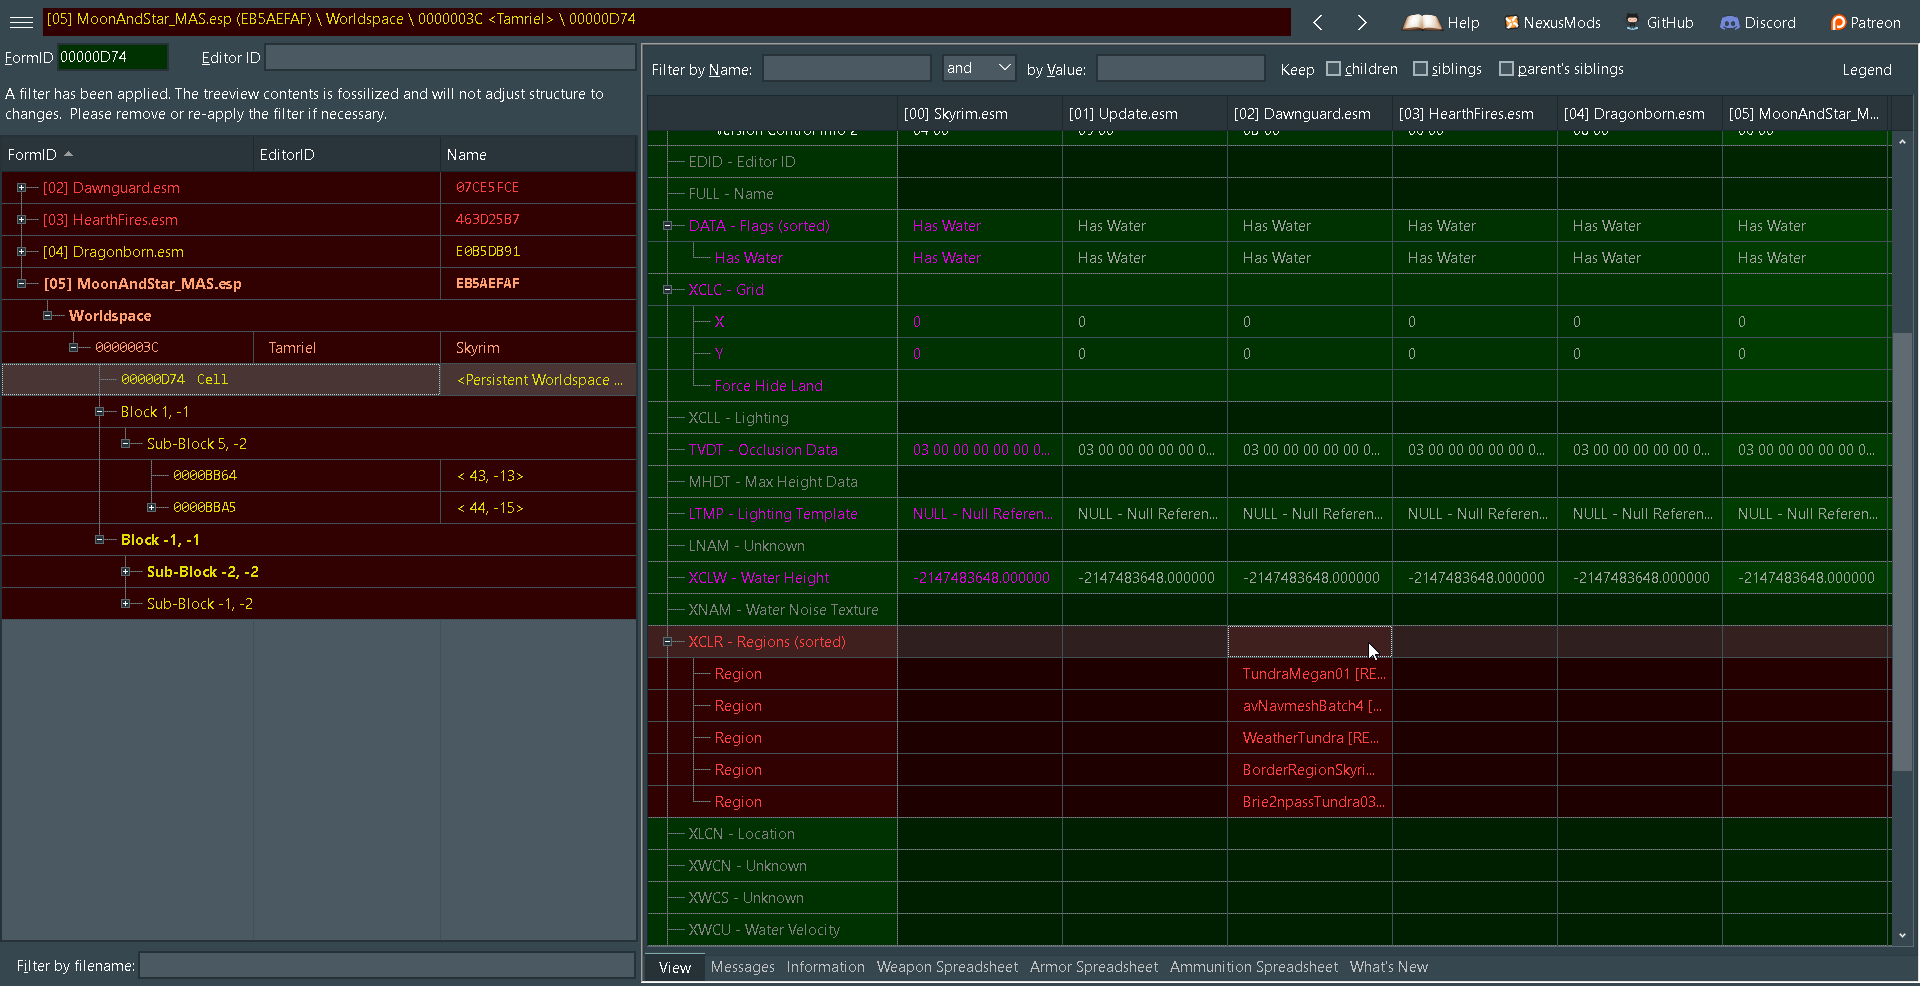 [05] MoonAndStar_MAS.esp (EB5AEFAF) \ Worldspace \ 0000003C <Tamriel> \ 00000D74
Help
NexusMods
GitHub
Discord
Patreon
FormID 00000D74 Editor ID
A filter has been applied. The treeview contents is fossilized and will not adjust structure to
changes. Please remove or re-apply the filter if necessary.
FormID EditorID Name
[02] Dawnguard.esm 07CE5FCE
[03] HearthFires.esm 463D25B7
[04] Dragonborn.esm E0B5DB91
[05] MoonAndStar_MAS.esp EB5AEFAF
Worldspace
0000003C Tamriel Skyrim
00000D74 Cell <Persistent Worldspace ...
Block 1, -1
Sub-Block 5, -2
0000BB64 < 43, -13>
0000BBA5 < 44, -15>
Block -1, -1
Sub-Block -2, -2
Sub-Block -1, -2
Filter by filename:
Filter by Name: and by Value: Keep children siblings parent's siblings Legend
[00] Skyrim.esm [01] Update.esm [02] Dawnguard.esm [03] HearthFires.esm [04] Dragonborn.esm [05] MoonAndStar_M...
Version Control Info 2
EDID - Editor ID
FULL - Name
DATA - Flags (sorted) Has Water Has Water Has Water Has Water Has Water Has Water
Has Water Has Water Has Water Has Water Has Water Has Water Has Water
XCLC - Grid
X 0 0 0 0 0 0
Y 0 0 0 0 0 0
Force Hide Land
XCLL - Lighting
TVDT - Occlusion Data 03 00 00 00 00 00 0... 03 00 00 00 00 00 0... 03 00 00 00 00 00 0... 03 00 00 00 00 00 0... 03 00 00 00 00 00 0... 03 00 00 00 00 00 0...
MHDT - Max Height Data
LTMP - Lighting Template NULL - Null Referen... NULL - Null Referen... NULL - Null Referen... NULL - Null Referen... NULL - Null Referen... NULL - Null Referen...
LNAM - Unknown
XCLW - Water Height -2147483648.000000 -2147483648.000000 -2147483648.000000 -2147483648.000000 -2147483648.000000 -2147483648.000000
XNAM - Water Noise Texture
XCLR - Regions (sorted)
Region TundraMegan01 [RE...
Region avNavmeshBatch4 [...
Region WeatherTundra [RE...
Region BorderRegionSkyri...
Region Brie2npassTundra03...
XLCN - Location
XWCN - Unknown
XWCS - Unknown
XWCU - Water Velocity
View Messages Information Weapon Spreadsheet Armor Spreadsheet Ammunition Spreadsheet What's New